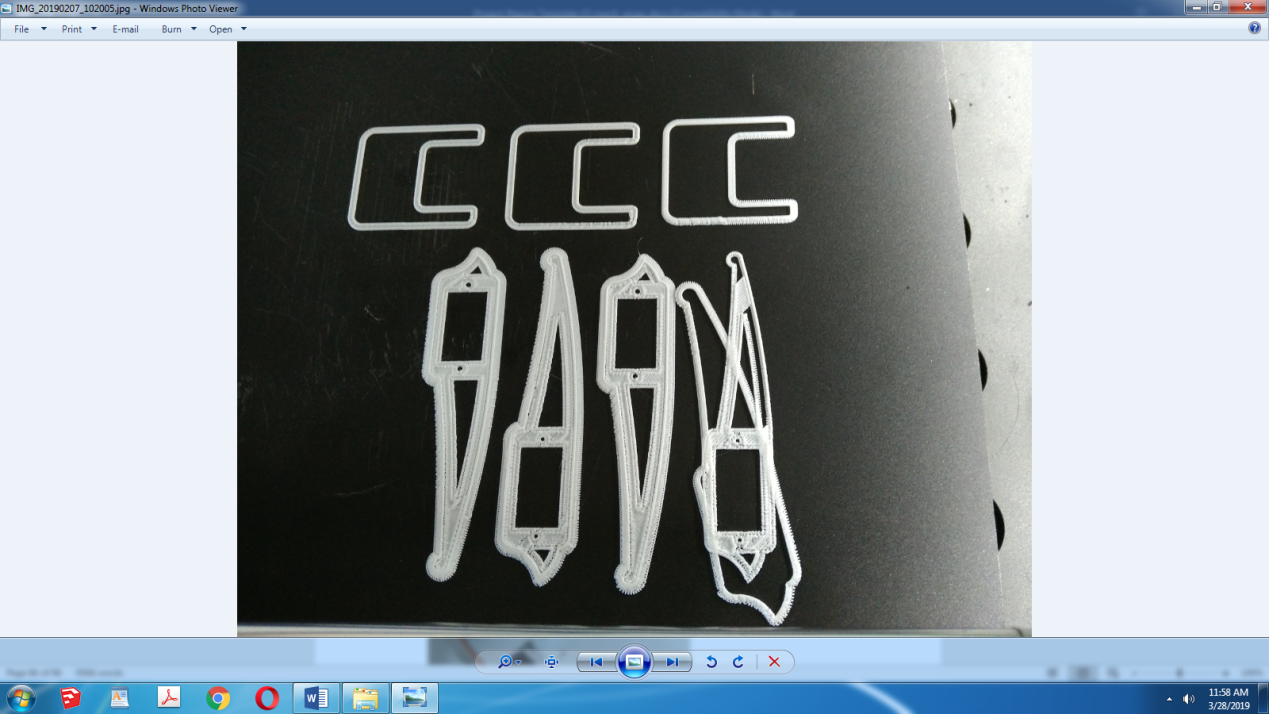 IMG_20190207_102005.jpg - Windows Photo Viewer
File Print E-mail Burn Open
11:58 AM
3/28/2019